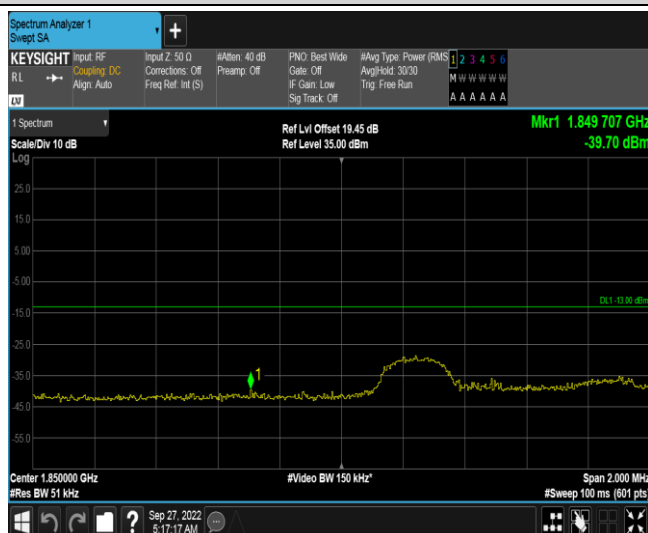 Spectrum Analyzer 1
Swept SA
+
KEYSIGHT Input: RF Input Z: 50 Ω #Atten: 40 dB PNO: Best Wide #Avg Type: Power (RMS 1 2 3 4 5 6
RL Coupling: DC Corrections: Off Preamp: Off Gate: Off Avg|Hold: 30/30 M W W W W W
Align: Auto Freq Ref: Int (S) IF Gain: Low Trig: Free Run
Sig Track: Off A A A A A A
LXI
1 Spectrum Ref Lvl Offset 19.45 dB Mkr1 1.849 707 GHz
Scale/Div 10 dB Ref Level 35.00 dBm -39.70 dBm
Log
25.0
15.0
5.00
-5.00
DL1 -13.00 dBm
-15.0
-25.0
-35.0
1
-45.0
-55.0
Center 1.850000 GHz #Video BW 150 kHz* Span 2.000 MHz
#Res BW 51 kHz #Sweep 100 ms (601 pts)
? Sep 27, 2022
5:17:17 AM